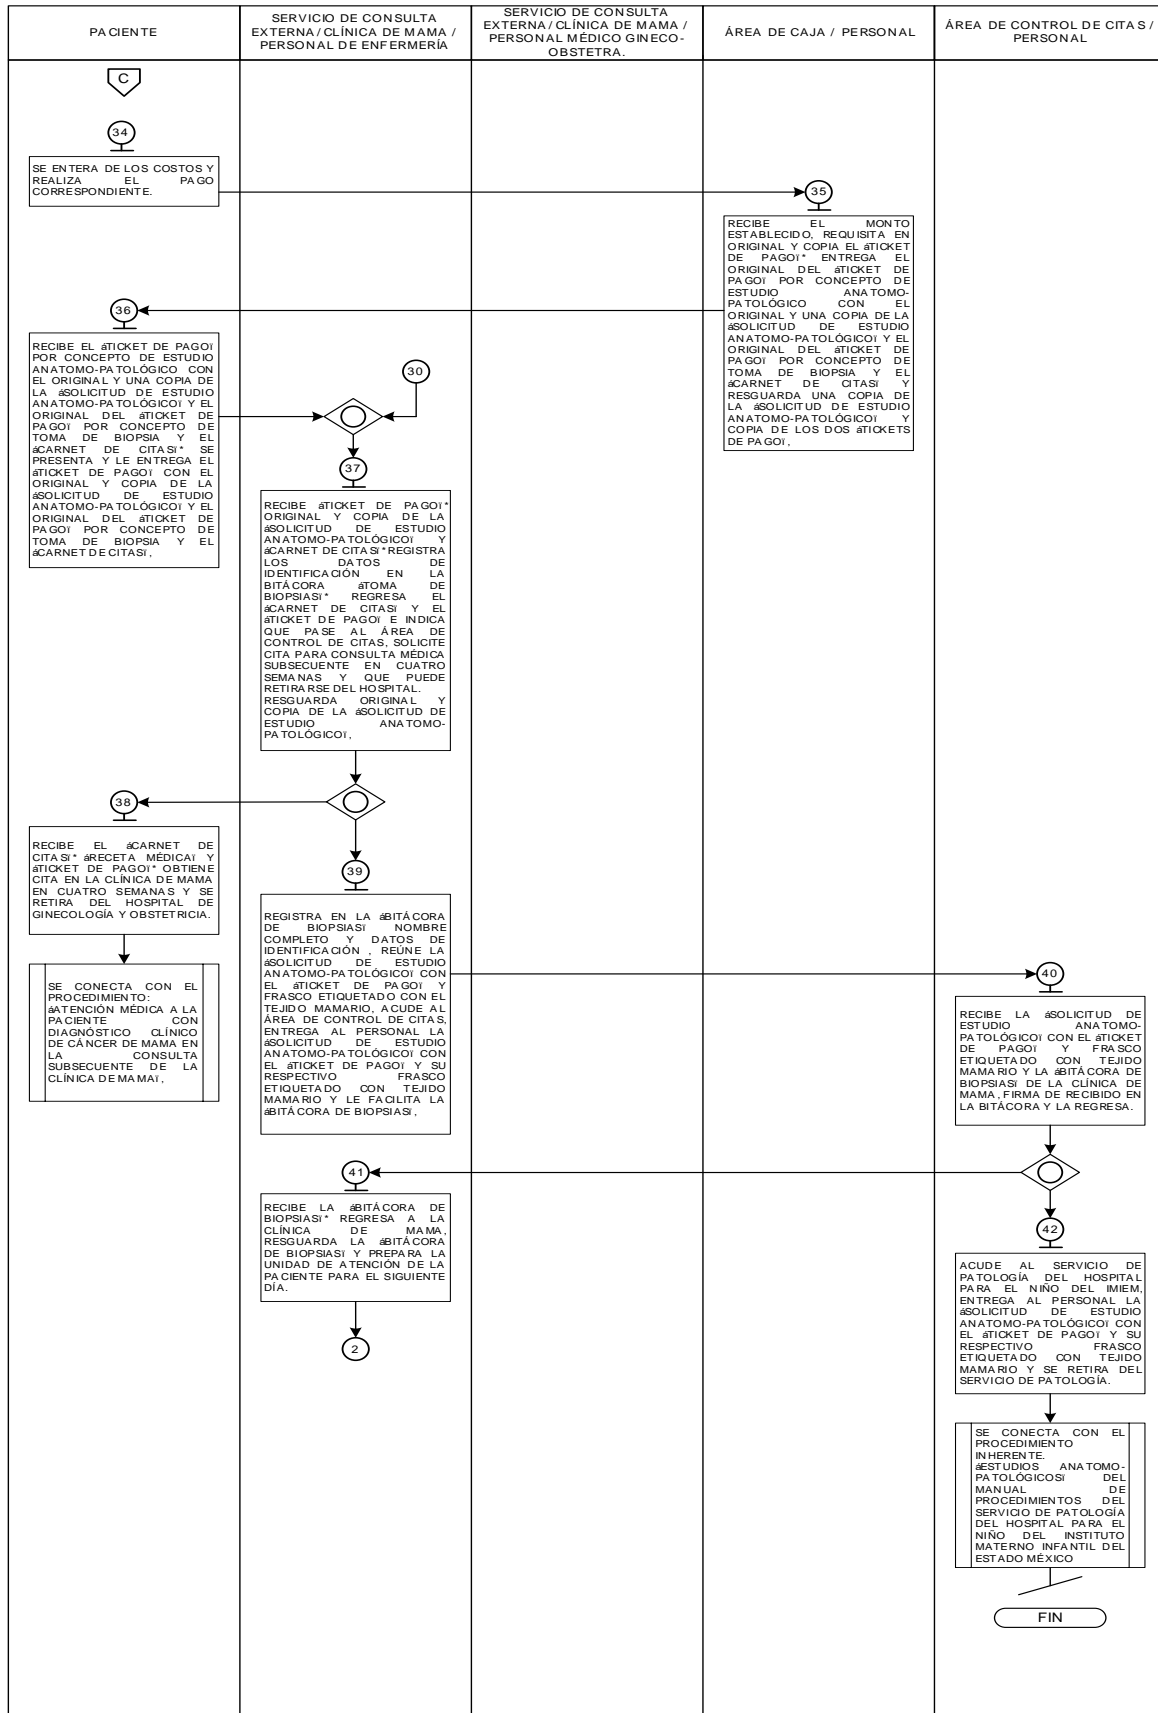 PACIENTE
SERVICIO DE CONSULTA
EXTERNA/CLÍNICA DE MAMA /
PERSONAL DE ENFERMERÍA
SERVICIO DE CONSULTA
EXTERNA/CLÍNICA DE MAMA /
PERSONAL MÉDICO GINECO-
OBSTETRA.
ÁREA DE CAJA / PERSONAL
ÁREA DE CONTROL DE CITAS /
PERSONAL
C
34
SE ENTERA DE LOS COSTOS Y
REALIZA EL PAGO
CORRESPONDIENTE.
35
RECIBE EL MONTO
ESTABLECIDO, REQUISITA EN
ORIGINAL Y COPIA EL áTICKET
DE PAGOï* ENTREGA EL
ORIGINAL DEL áTICKET DE
PAGOï POR CONCEPTO DE
ESTUDIO ANATOMO-
PATOLÓGICO CON EL
ORIGINAL Y UNA COPIA DE LA
áSOLICITUD DE ESTUDIO
ANATOMO-PATOLÓGICOï Y EL
ORIGINAL DEL áTICKET DE
PAGOï POR CONCEPTO DE
TOMA DE BIOPSIA Y EL
áCARNET DE CITASï Y
RESGUARDA UNA COPIA DE
LA áSOLICITUD DE ESTUDIO
ANATOMO-PATOLÓGICOï Y
COPIA DE LOS DOS áTICKETS
DE PAGOï,
36
RECIBE EL áTICKET DE PAGOï
POR CONCEPTO DE ESTUDIO
ANATOMO-PATOLÓGICO CON
EL ORIGINAL Y UNA COPIA DE
LA áSOLICITUD DE ESTUDIO
ANATOMO-PATOLÓGICOï Y EL
ORIGINAL DEL áTICKET DE
PAGOï POR CONCEPTO DE
TOMA DE BIOPSIA Y EL
áCARNET DE CITASï* SE
PRESENTA Y LE ENTREGA EL
áTICKET DE PAGOï CON EL
ORIGINAL Y COPIA DE LA
áSOLICITUD DE ESTUDIO
ANATOMO-PATOLÓGICOï Y EL
ORIGINAL DEL áTICKET DE
PAGOï POR CONCEPTO DE
TOMA DE BIOPSIA Y EL
áCARNET DE CITASï,
30
37
RECIBE áTICKET DE PAGOï*
ORIGINAL Y COPIA DE LA
áSOLICITUD DE ESTUDIO
ANATOMO-PATOLÓGICOï Y
áCARNET DE CITASï*REGISTRA
LOS DATOS DE
IDENTIFICACIÓN EN LA
BITÁCORA áTOMA DE
BIOPSIASï* REGRESA EL
áCARNET DE CITASï Y EL
áTICKET DE PAGOï E INDICA
QUE PASE AL ÁREA DE
CONTROL DE CITAS, SOLICITE
CITA PARA CONSULTA MÉDICA
SUBSECUENTE EN CUATRO
SEMANAS Y QUE PUEDE
RETIRARSE DEL HOSPITAL.
RESGUARDA ORIGINAL Y
COPIA DE LA áSOLICITUD DE
ESTUDIO ANATOMO-
PATOLÓGICOï,
38
RECIBE EL áCARNET DE
CITASï* áRECETA MÉDICAï Y
áTICKET DE PAGOï* OBTIENE
CITA EN LA CLÍNICA DE MAMA
EN CUATRO SEMANAS Y SE
RETIRA DEL HOSPITAL DE
GINECOLOGÍA Y OBSTETRICIA.
SE CONECTA CON EL
PROCEDIMIENTO:
áATENCIÓN MÉDICA A LA
PACIENTE CON
DIAGNÓSTICO CLÍNICO
DE CÁNCER DE MAMA EN
LA CONSULTA
SUBSECUENTE DE LA
CLÍNICA DE MAMAï,
39
REGISTRA EN LA áBITÁCORA
DE BIOPSIASï NOMBRE
COMPLETO Y DATOS DE
IDENTIFICACIÓN , REÚNE LA
áSOLICITUD DE ESTUDIO
ANATOMO-PATOLÓGICOï CON
EL áTICKET DE PAGOï Y
FRASCO ETIQUETADO CON EL
TEJIDO MAMARIO, ACUDE AL
ÁREA DE CONTROL DE CITAS,
ENTREGA AL PERSONAL LA
áSOLICITUD DE ESTUDIO
ANATOMO-PATOLÓGICOï CON
EL áTICKET DE PAGOï Y SU
RESPECTIVO FRASCO
ETIQUETADO CON TEJIDO
MAMARIO Y LE FACILITA LA
áBITÁCORA DE BIOPSIASï,
40
RECIBE LA áSOLICITUD DE
ESTUDIO ANATOMO-
PATOLÓGICOï CON EL áTICKET
DE PAGOï Y FRASCO
ETIQUETADO CON TEJIDO
MAMARIO Y LA áBITÁCORA DE
BIOPSIASï DE LA CLÍNICA DE
MAMA, FIRMA DE RECIBIDO EN
LA BITÁCORA Y LA REGRESA.
41
RECIBE LA áBITÁCORA DE
BIOPSIASï* REGRESA A LA
CLÍNICA DE MAMA,
RESGUARDA LA áBITÁCORA
DE BIOPSIASï Y PREPARA LA
UNIDAD DE ATENCIÓN DE LA
PACIENTE PARA EL SIGUIENTE
DÍA.
2
42
ACUDE AL SERVICIO DE
PATOLOGÍA DEL HOSPITAL
PARA EL NIÑO DEL IMIEM,
ENTREGA AL PERSONAL LA
áSOLICITUD DE ESTUDIO
ANATOMO-PATOLÓGICOï CON
EL áTICKET DE PAGOï Y SU
RESPECTIVO FRASCO
ETIQUETADO CON TEJIDO
MAMARIO Y SE RETIRA DEL
SERVICIO DE PATOLOGÍA.
SE CONECTA CON EL
PROCEDIMIENTO
INHERENTE.
áESTUDIOS ANATOMO-
PATOLÓGICOSï DEL
MANUAL DE
PROCEDIMIENTOS DEL
SERVICIO DE PATOLOGÍA
DEL HOSPITAL PARA EL
NIÑO DEL INSTITUTO
MATERNO INFANTIL DEL
ESTADO MÉXICO
FIN